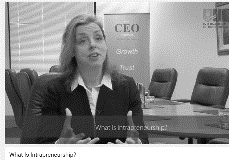 CEO
Growth
Trust
What is Intrapreneurship?
What Is Intrapreneurship?